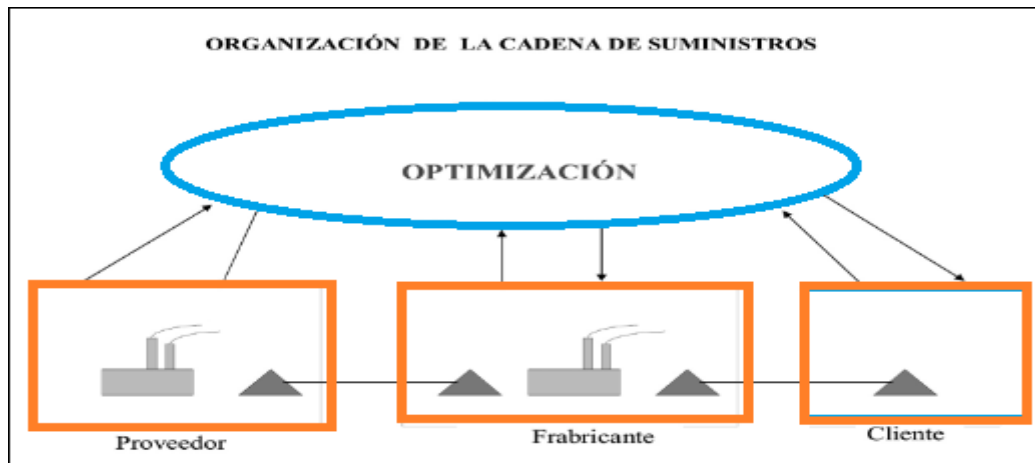 ORGANIZACIÓN DE LA CADENA DE SUMINISTROS
OPTIMIZACIÓN
Proveedor
Frabricante
Cliente